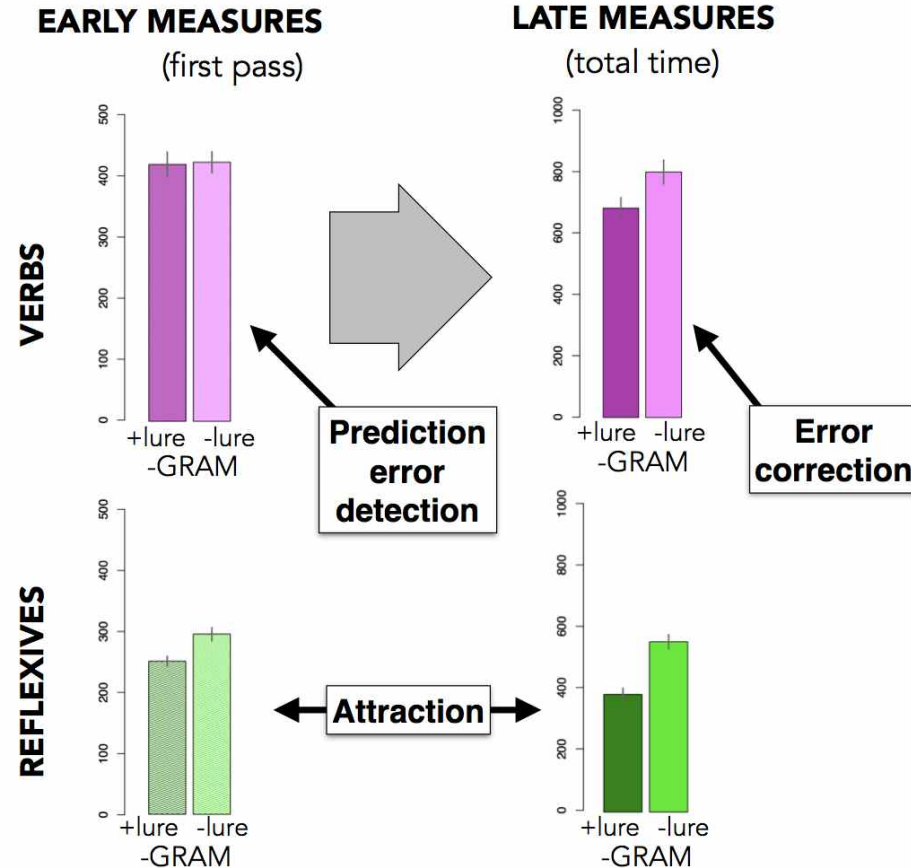 EARLY MEASURES
(first pass)
LATE MEASURES
(total time)
VERBS
500
400
300
200
100
0
+lure -lure
-GRAM
Prediction
error
detection
1000
800
600
400
200
0
+lure -lure
-GRAM
Error
correction
REFLEXIVES
500
400
300
200
100
0
+lure -lure
-GRAM
Attraction
1000
800
600
400
200
0
+lure -lure
-GRAM